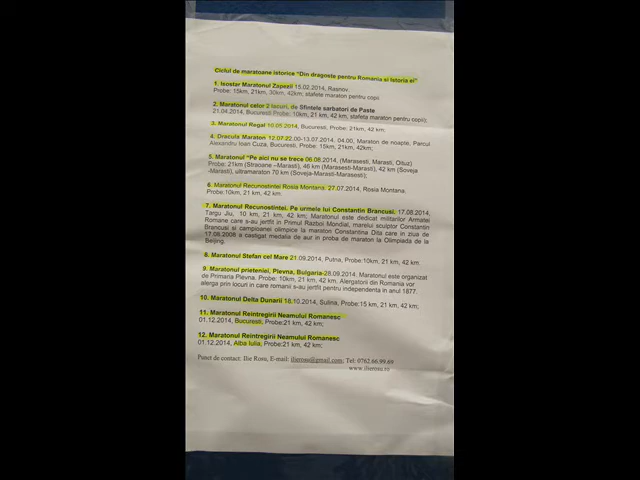 Ciclul de maratoane istorice "Din dragoste pentru Romania si istoria ei"
1. Isostar Maratonul Zapezii 15.02.2014, Rasnov.
Probe: 15km, 21km, 30km, 42km; stafeta maraton pentru copii.
2. Maratonul celor 2 lacuri, de Sfintele sarbatori de Paste
21.04.2014, Bucuresti Probe: 10km, 21 km, 42 km, stafeta maraton pentru copii;
3. Maratonul Regal 10.05.2014, Bucuresti, Probe: 21km, 42 km.
4. Dracula Maraton 12.07.22.00-13.07.2014. 04.00, Maraton de noapte, Parcul
Alexandru Ioan Cuza, Bucuresti, Probe: 15km, 21km, 42km;
5. Maratonul "Pe aici nu se trece 06.08.2014, (Marasesti, Marasti, Oituz)
Probe: 21km (Straoane –Marasti), 46 km (Marasesti-Marasti), 42 km (Soveja
-Marasti), ultramaraton 70 km (Soveja-Marasti-Marasesti);
6. Maratonul Recunostintei Rosia Montana. 27.07.2014, Rosia Montana
Probe:10km, 21 km, 42 km.
7. Maratonul Recunostintei. Pe urmele lui Constantin Brancusi. 17.08.2014,
Targu Jiu, 10 km, 21 km, 42 km; Maratonul este dedicat militarilor Armatei
Romane care s-au jertfit in Primul Razboi Mondial, marelui sculptor Constantin
Brancusi si campioanei olimpice la maraton Constantina Dita care in ziua de
17.08.2008 a castigat medalia de aur in proba de maraton la Olimpiada de la
Beijing.
8. Maratonul Stefan cel Mare 21.09.2014, Putna, Probe:10km, 21 km, 42 km.
9. Maratonul prieteniei, Plevna, Bulgaria-28.09.2014. Maratonul este organizat
de Primaria Plevna. Probe: 10km, 21 km, 42 km. Alergatorii din Romania vor
alerga prin locuri in care romanii s-au jertfit pentru independenta in anul 1877.
10. Maratonul Delta Dunarii 18.10.2014, Sulina, Probe:15 km, 21 km, 42 km;
11. Maratonul Reintregirii Neamului Romanesc
01.12.2014, Bucuresti, Probe:21 km, 42 km;
12. Maratonul Reintregirii Neamului Romanesc
01.12.2014, Alba Iulia, Probe:21 km, 42 km;
Punct de contact: Ilie Rosu, E-mail: ilierosu@gmail.com; Tel: 0782.66.99.69
www.ilierosu.ro